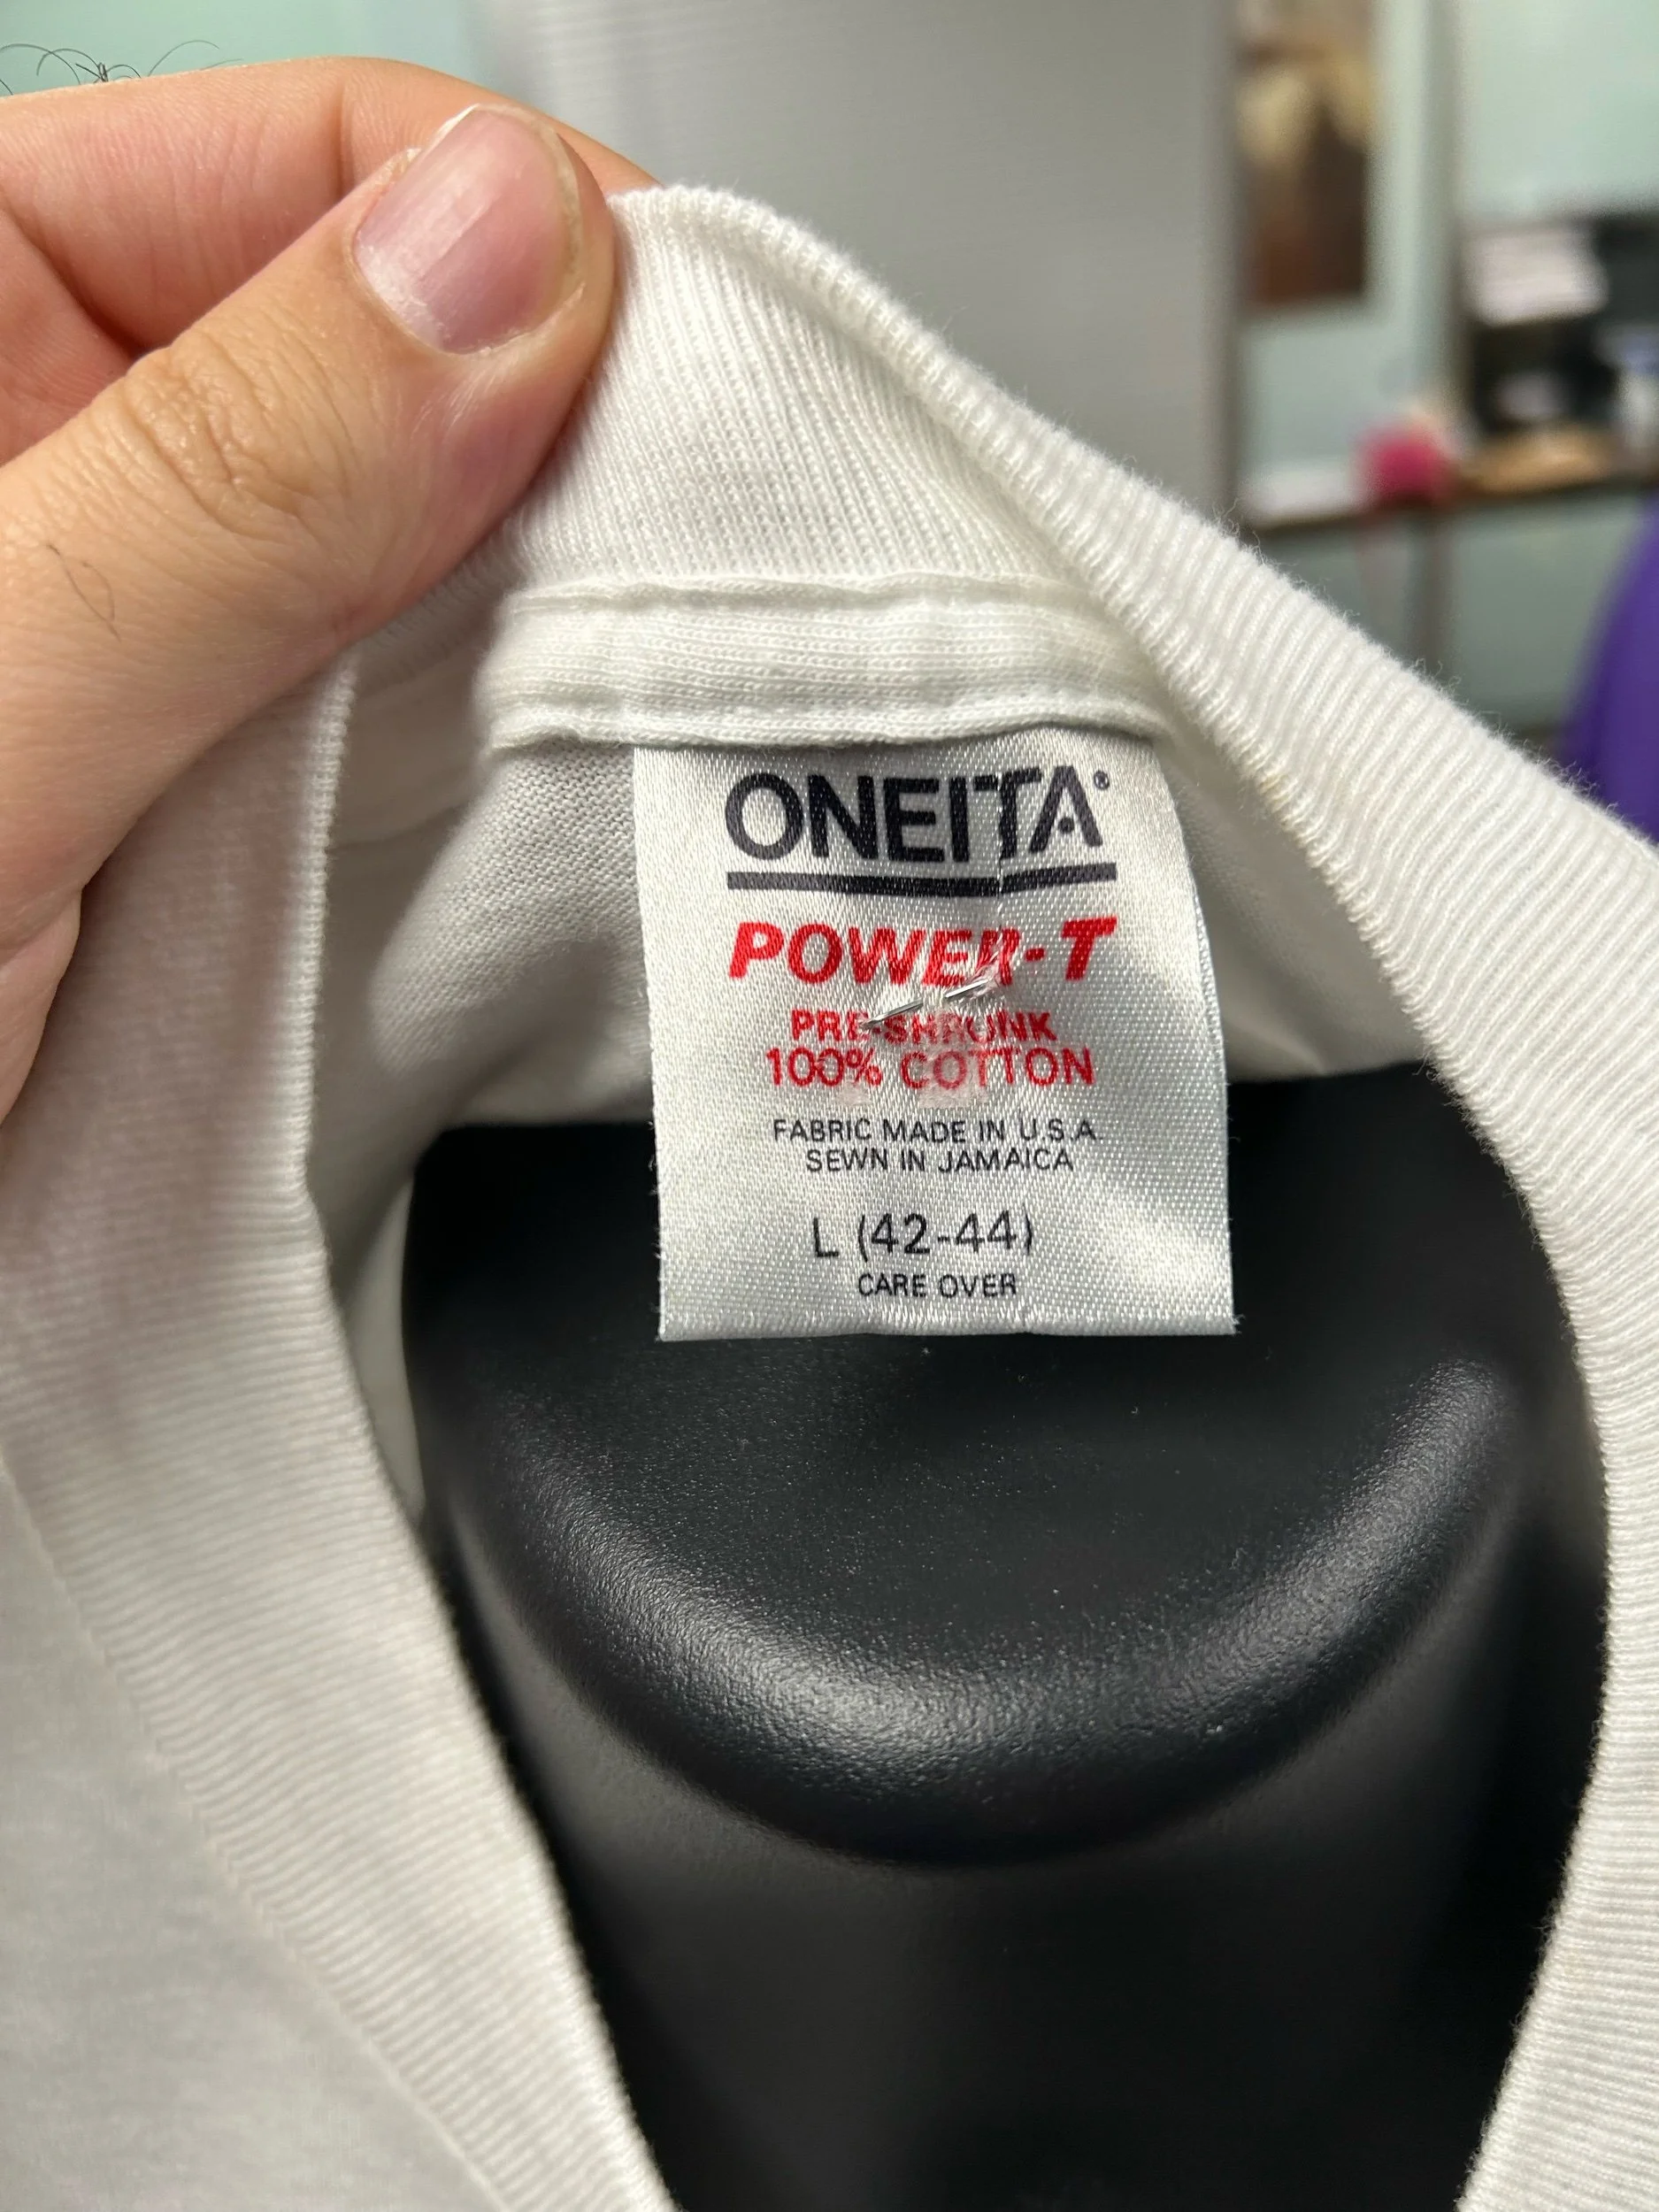 ONEITA®
POWER-T
PRE-SHRUNK
100% COTTON
FABRIC MADE IN U.S.A
SEWN IN JAMAICA
L (42-44)
CARE OVER